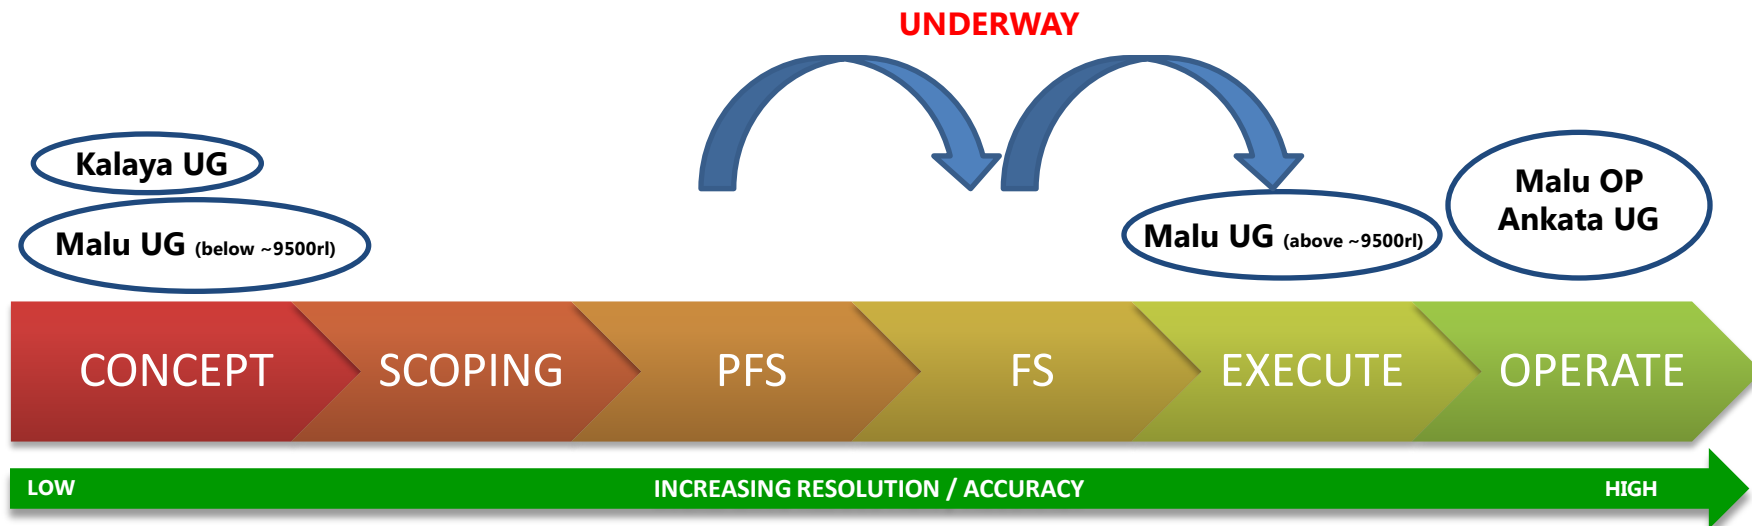 UNDERWAY
Kalaya UG
Malu UG (below ~9500rl)
Malu UG (above ~9500rl)
Malu OP
Ankata UG
CONCEPT
SCOPING
PFS
FS
EXECUTE
OPERATE
LOW
INCREASING RESOLUTION / ACCURACY
HIGH